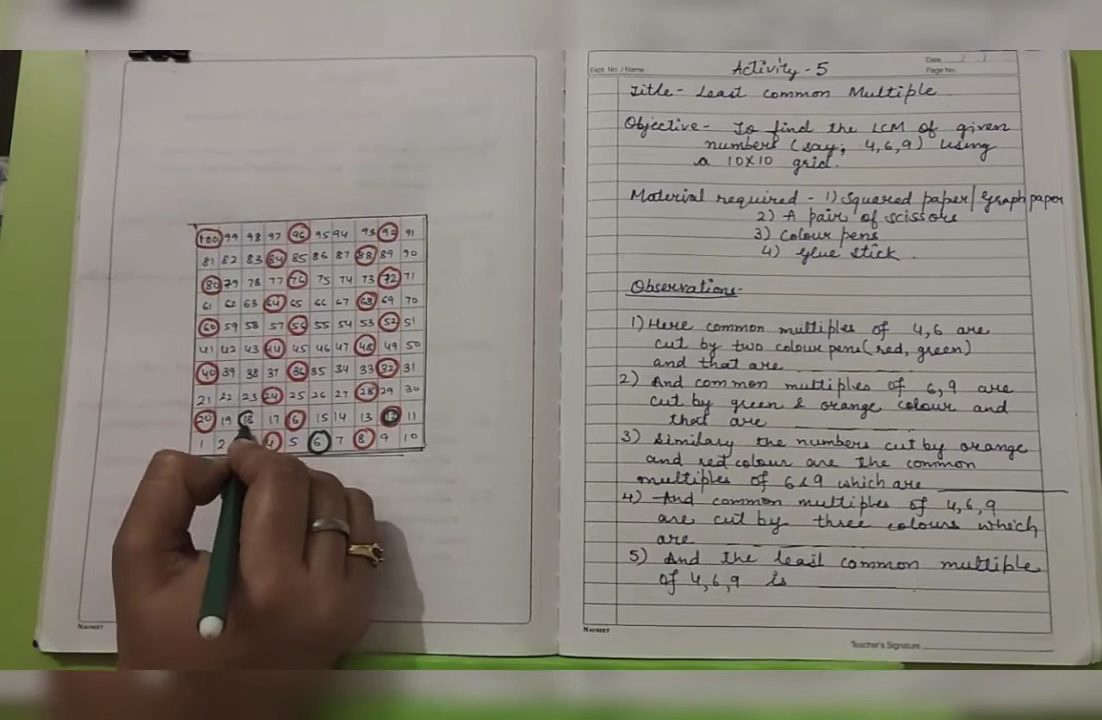 100 99 98 97 96 95 94 93 92 91
81 82 83 84 85 86 87 88 89 90
80 79 78 77 76 75 74 73 72 71
61 62 63 64 65 66 67 68 69 70
60 59 58 57 56 55 54 53 52 51
41 42 43 44 45 46 47 48 49 50
40 39 38 37 36 35 34 33 32 31
21 22 23 24 25 26 27 28 29 30
20 19 18 17 16 15 14 13 12 11
1 2 4 5 6 7 8 9 10
NAVNEET
Expt. No. / Name
Date / /
Page No.
Activity - 5
Title - Least common Multiple
Objective - To find the LCM of given
numbers (say; 4,6,9) using
a 10X10 grid.
Material required - 1) Squared paper/Graph paper
2) A pair of scissors
3) Colour pens
4) Glue stick.
Observations -
1) Here common multiples of 4,6 are
cut by two colour pens (red, green)
and that are
2) And common multiples of 6,9 are
cut by green & orange colour and
that are
3) Similary the numbers cut by orange
and red colour are the common
multiples of 6 & 9 which are
4) And common multiples of 4,6,9
are cut by three colours which
are
5) And the least common multiple
of 4,6,9 is
NAVNEET
Teacher's Signature